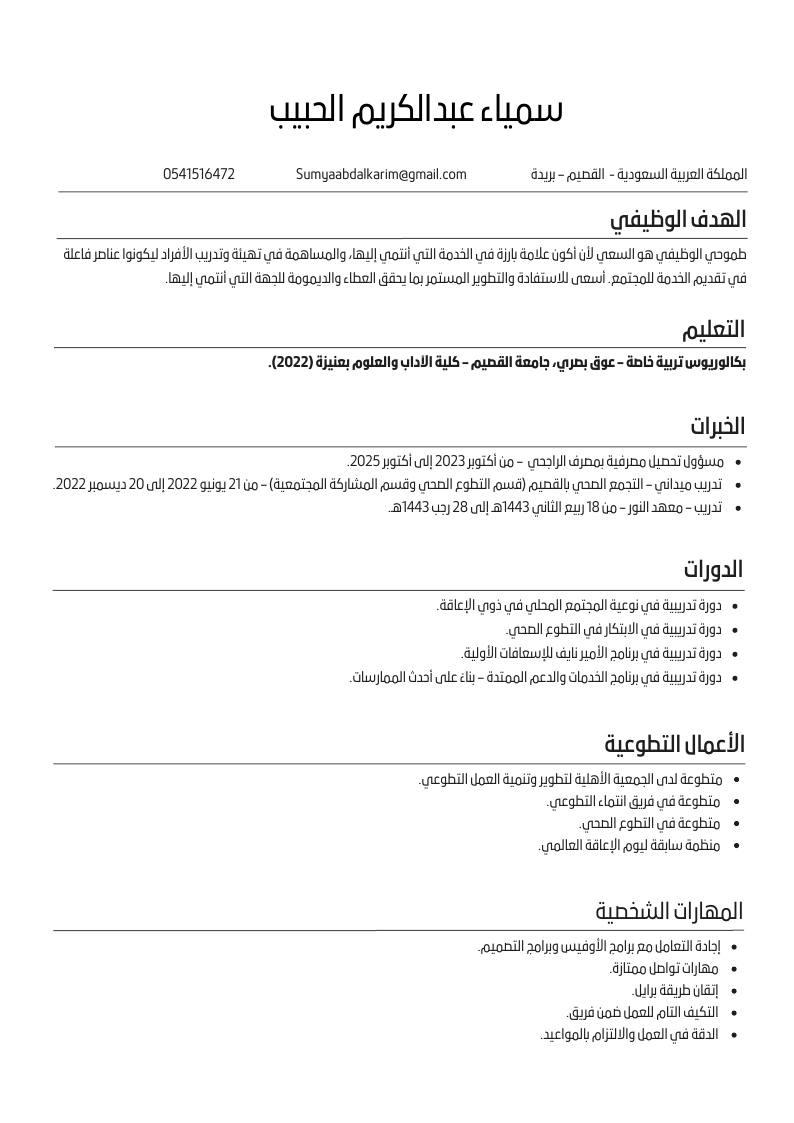 سمياء عبدالكريم الحبيب
المملكة العربية السعودية - القصيم – بريدة Sumyaabdalkarim@gmail.com 0541516472
الهدف الوظيفي
طموحي الوظيفي هو السعي لأن أكون علامة بارزة في الخدمة التي أنتمي إليها، والمساهمة في تهيئة وتدريب الأفراد ليكونوا عناصر فاعلة
في تقديم الخدمة للمجتمع. أسعى للاستفادة والتطوير المستمر بما يحقق العطاء والديمومة للجهة التي أنتمي إليها.
التعليم
بكالوريوس تربية خاصة – عوق بصري، جامعة القصيم – كلية الآداب والعلوم بعنيزة (2022).
الخبرات
• مسؤول تحصيل مصرفية بمصرف الراجحي – من أكتوبر 2023 إلى أكتوبر 2025.
• تدريب ميداني – التجمع الصحي بالقصيم (قسم التطوع الصحي وقسم المشاركة المجتمعية) – من 21 يونيو 2022 إلى 20 ديسمبر 2022.
• تدريب – معهد النور – من 18 ربيع الثاني 1443هـ إلى 28 رجب 1443هـ.
الدورات
• دورة تدريبية في نوعية المجتمع المحلي في ذوي الإعاقة.
• دورة تدريبية في الابتكار في التطوع الصحي.
• دورة تدريبية في برنامج الأمير نايف للإسعافات الأولية.
• دورة تدريبية في برنامج الخدمات والدعم الممتدة – بناءً على أحدث الممارسات.
الأعمال التطوعية
• متطوعة لدى الجمعية الأهلية لتطوير وتنمية العمل التطوعي.
• متطوعة في فريق انتماء التطوعي.
• متطوعة في التطوع الصحي.
• منظمة سابقة ليوم الإعاقة العالمي.
المهارات الشخصية
• إجادة التعامل مع برامج الأوفيس وبرامج التصميم.
• مهارات تواصل ممتازة.
• إتقان طريقة برايل.
• التكيف التام للعمل ضمن فريق.
• الدقة في العمل والالتزام بالمواعيد.